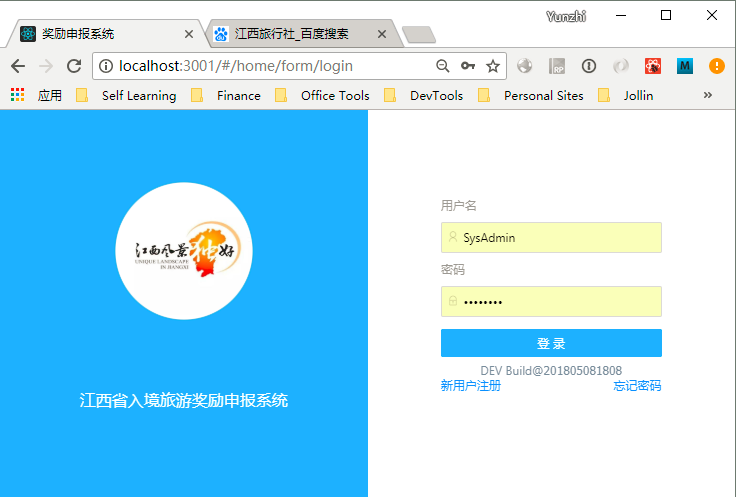 Yunzhi
奖励申报系统
江西旅行社_百度搜索
localhost:3001/#/home/form/login
RP
M
应用
Self Learning
Finance
Office Tools
DevTools
Personal Sites
Jollin
»
江西风景独好
UNIQUE LANDSCAPE
IN JIANGXI
江西省入境旅游奖励申报系统
用户名
SysAdmin
密码
••••••••
登 录
DEV Build@201805081808
新用户注册
忘记密码